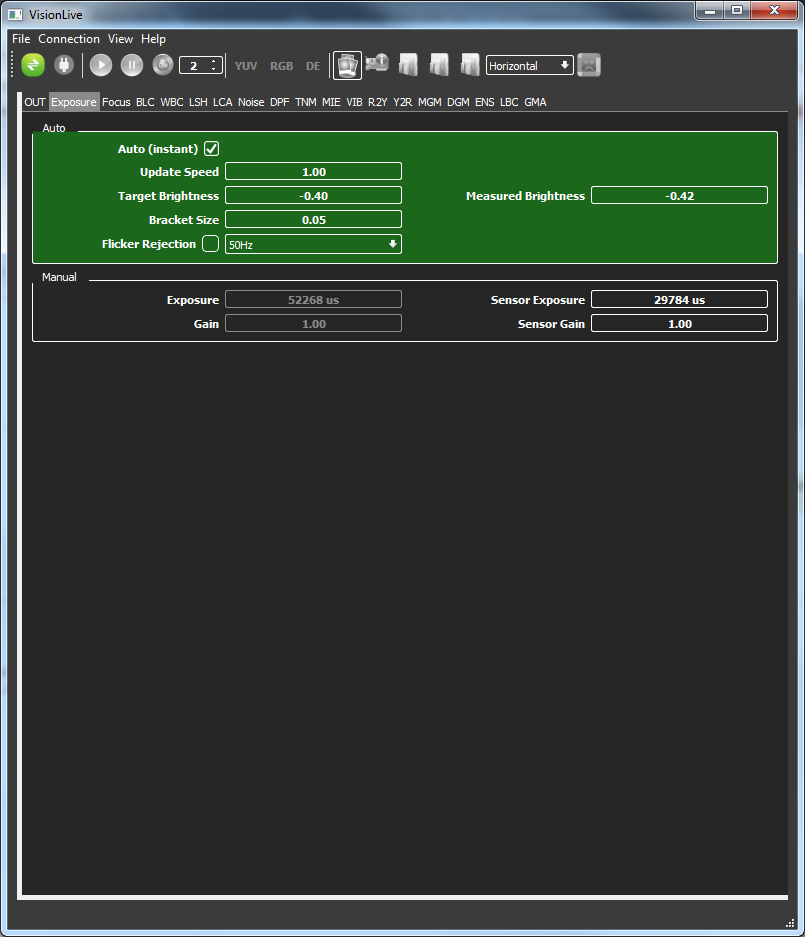 VisionLive
File Connection View Help
2 YUV RGB DE Horizontal
OUT Exposure Focus BLC WBC LSH LCA Noise DPF TNM MIE VIB R2Y Y2R MGM DGM ENS LBC GMA
Auto
Auto (instant)
Update Speed 1.00
Target Brightness -0.40 Measured Brightness -0.42
Bracket Size 0.05
Flicker Rejection 50Hz
Manual
Exposure 52268 us Sensor Exposure 29784 us
Gain 1.00 Sensor Gain 1.00